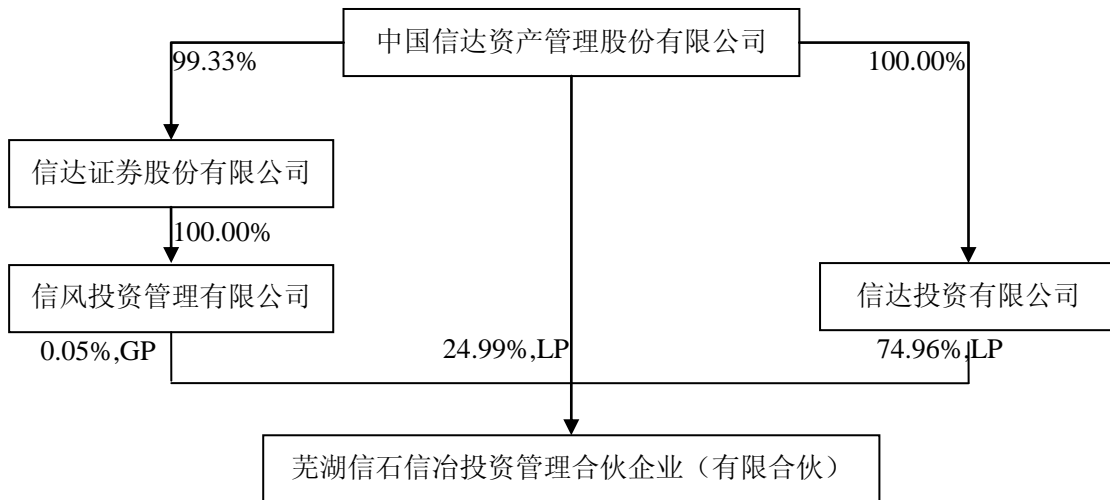 中国信达资产管理股份有限公司
99.33%
100.00%
信达证券股份有限公司
100.00%
信风投资管理有限公司
信达投资有限公司
0.05%,GP
24.99%,LP
74.96%,LP
芜湖信石信冶投资管理合伙企业（有限合伙）